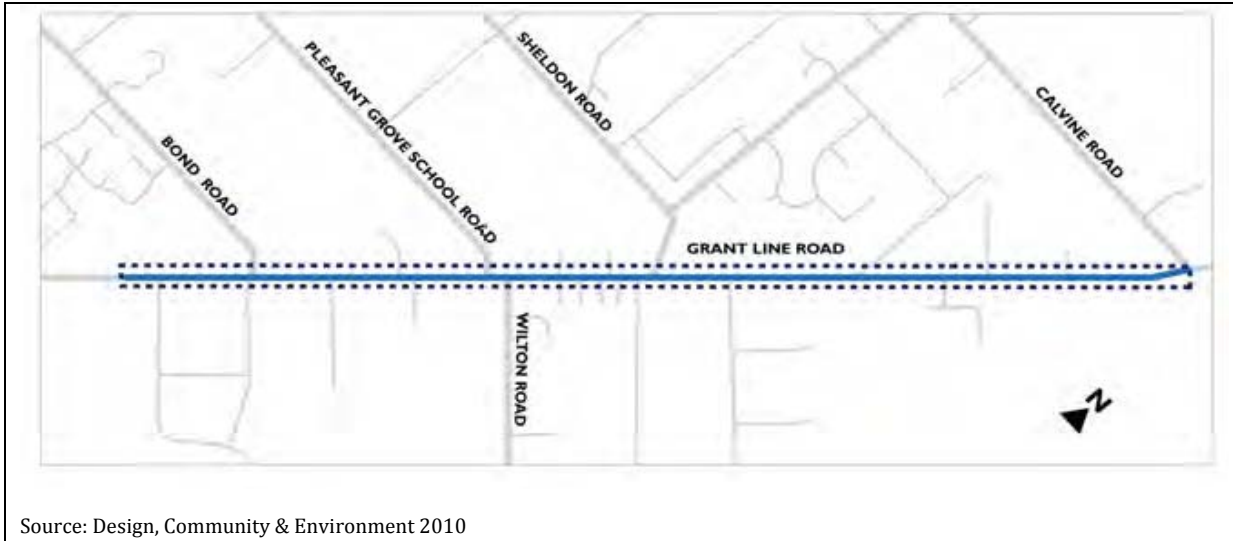 BOND ROAD
PLEASANT GROVE SCHOOL ROAD
SHELDON ROAD
CALVINE ROAD
GRANT LINE ROAD
WILTON ROAD
N
Source: Design, Community & Environment 2010